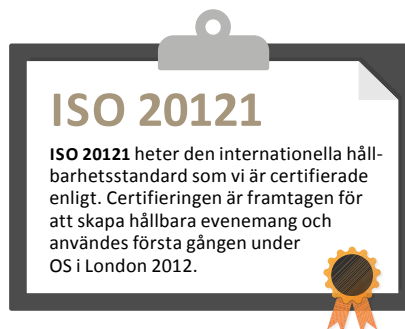 ISO 20121
ISO 20121 heter den internationella håll-
barhetsstandard som vi är certifierade
enligt. Certifieringen är framtagen för
att skapa hållbara evenemang och
användes första gången under
OS i London 2012.